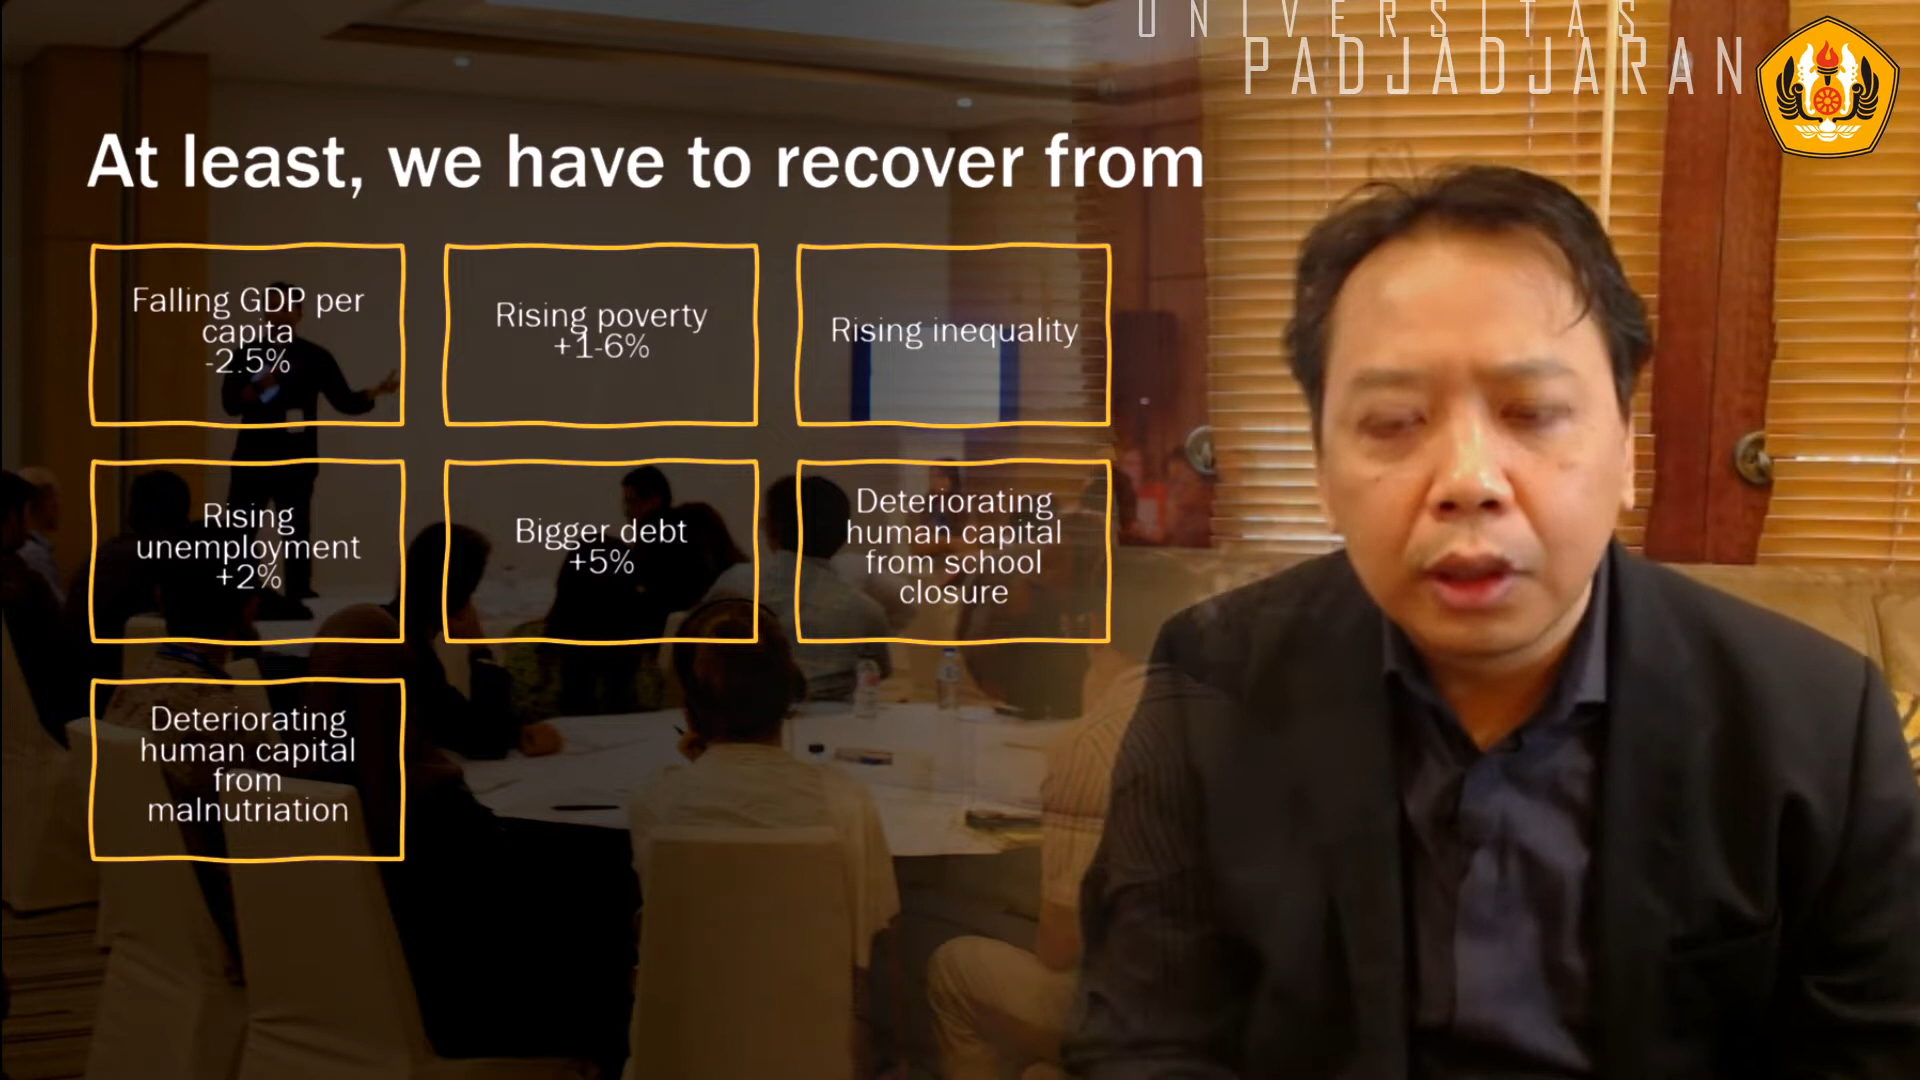 UNIVERSITAS
PADJADJARAN
At least, we have to recover from
Falling GDP per
capita
-2.5%
Rising poverty
+1-6%
Rising inequality
Rising
unemployment
+2%
Bigger debt
+5%
Deteriorating
human capital
from school
closure
Deteriorating
human capital
from
malnutriation